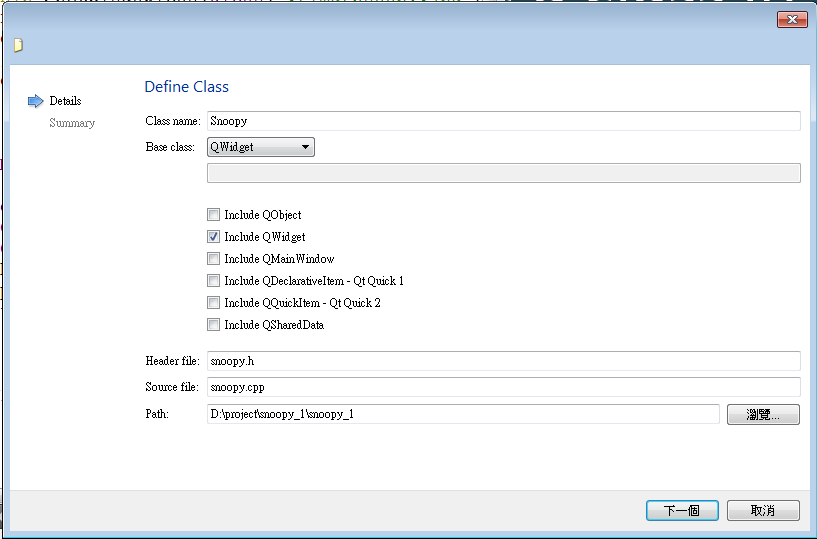 Define Class
Details
Summary
Class name: Snoopy
Base class: QWidget
Include QObject
Include QWidget
Include QMainWindow
Include QDeclarativeItem - Qt Quick 1
Include QQuickItem - Qt Quick 2
Include QSharedData
Header file: snoopy.h
Source file: snoopy.cpp
Path: D:\project\snoopy_1\snoopy_1 瀏覽...
下一個 取消